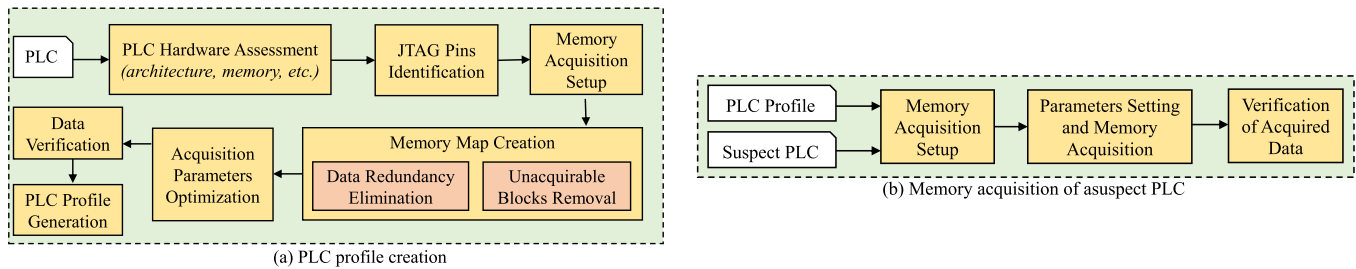 PLC
PLC Hardware Assessment
(architecture, memory, etc.)
JTAG Pins
Identification
Memory
Acquisition
Setup
Memory Map Creation
Data Redundancy
Elimination
Unacquirable
Blocks Removal
Acquisition
Parameters
Optimization
Data
Verification
PLC Profile
Generation
(a) PLC profile creation
PLC Profile
Suspect PLC
Memory
Acquisition
Setup
Parameters Setting
and Memory
Acquisition
Verification
of Acquired
Data
(b) Memory acquisition of asuspect PLC